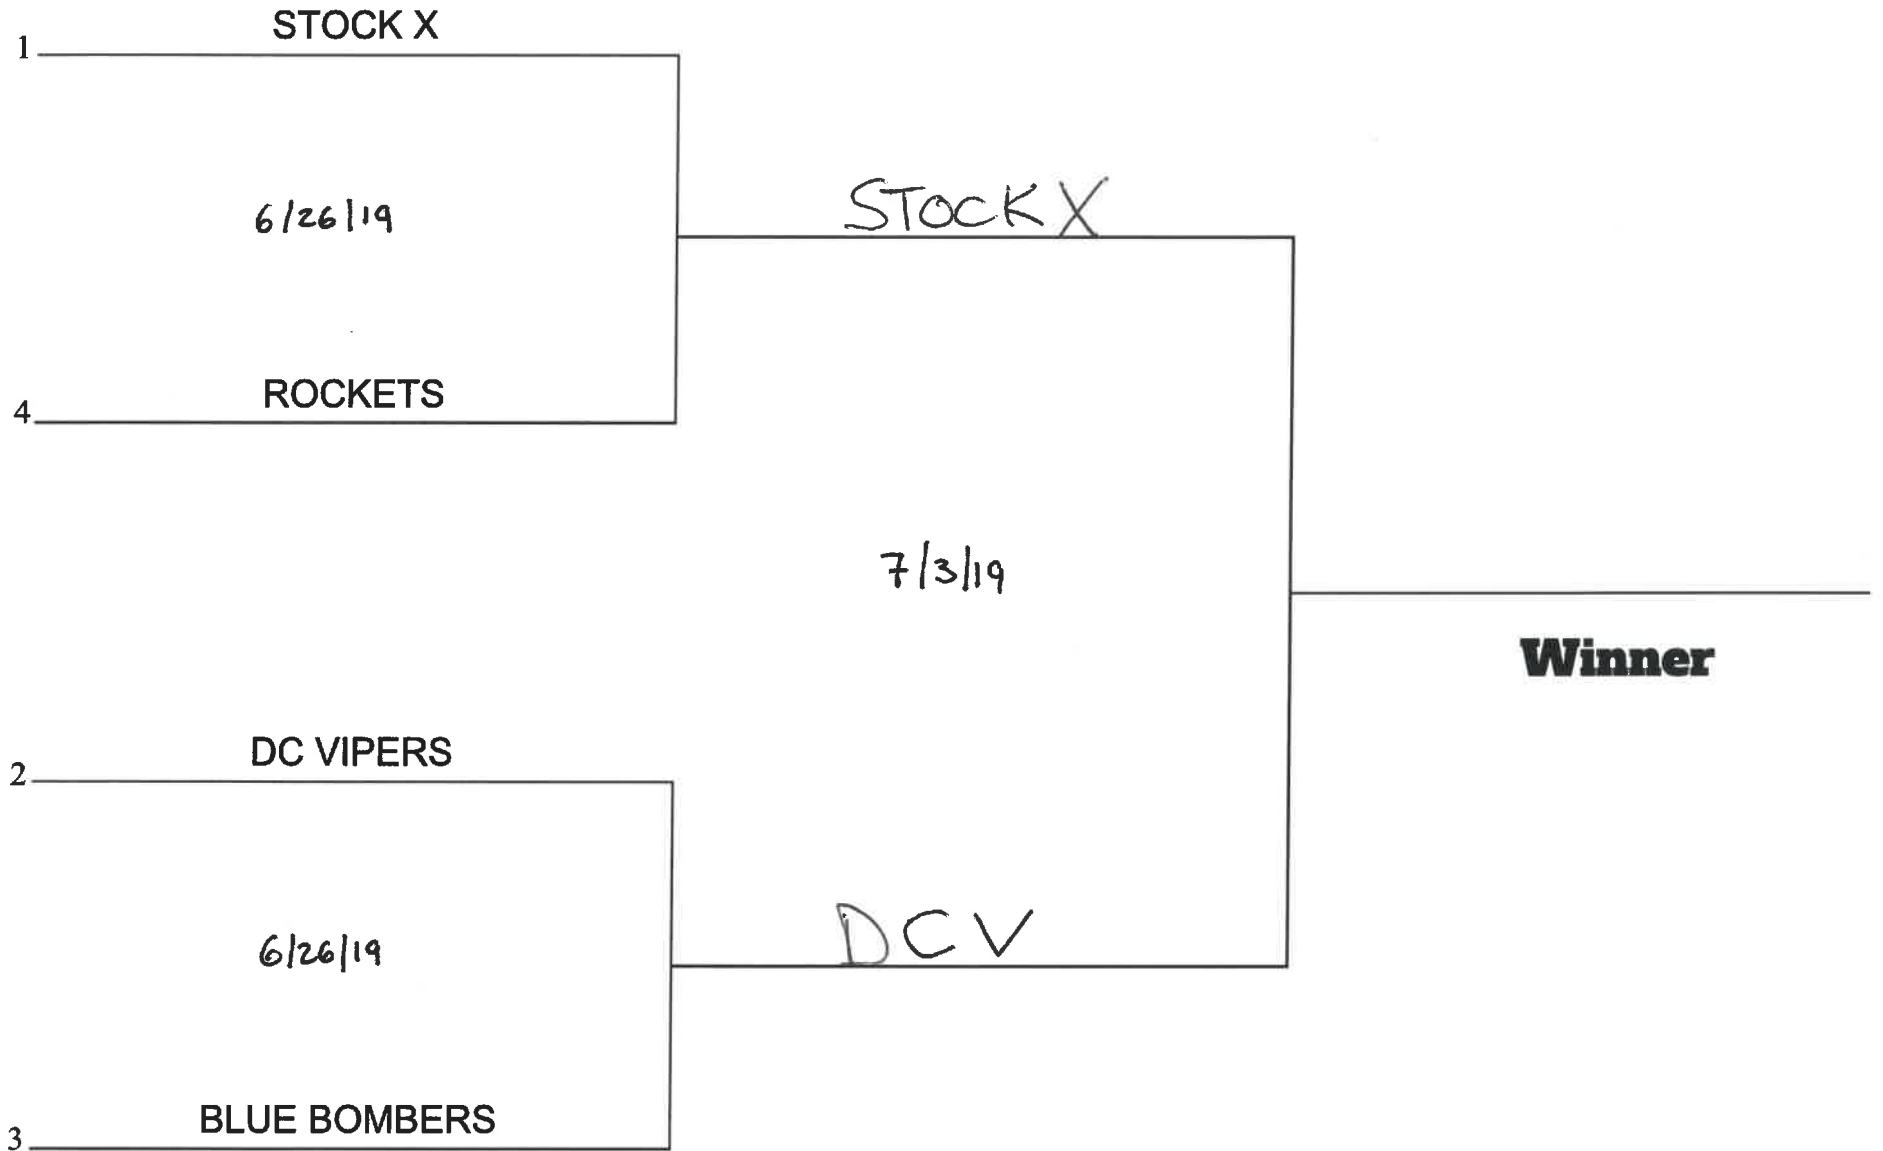 STOCK X
1
6/26/19
STOCK X
ROCKETS
4
7/3/19
Winner
DC VIPERS
2
DCV
6/26/19
BLUE BOMBERS
3